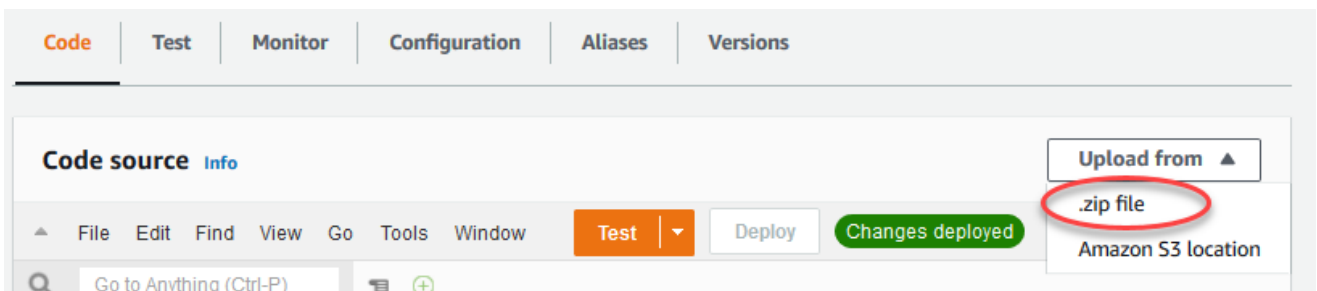 Code Test Monitor Configuration Aliases Versions
Code source Info
Upload from
.zip file
Amazon S3 location
File Edit Find View Go Tools Window Test Deploy Changes deployed
Go to Anything (Ctrl-P)